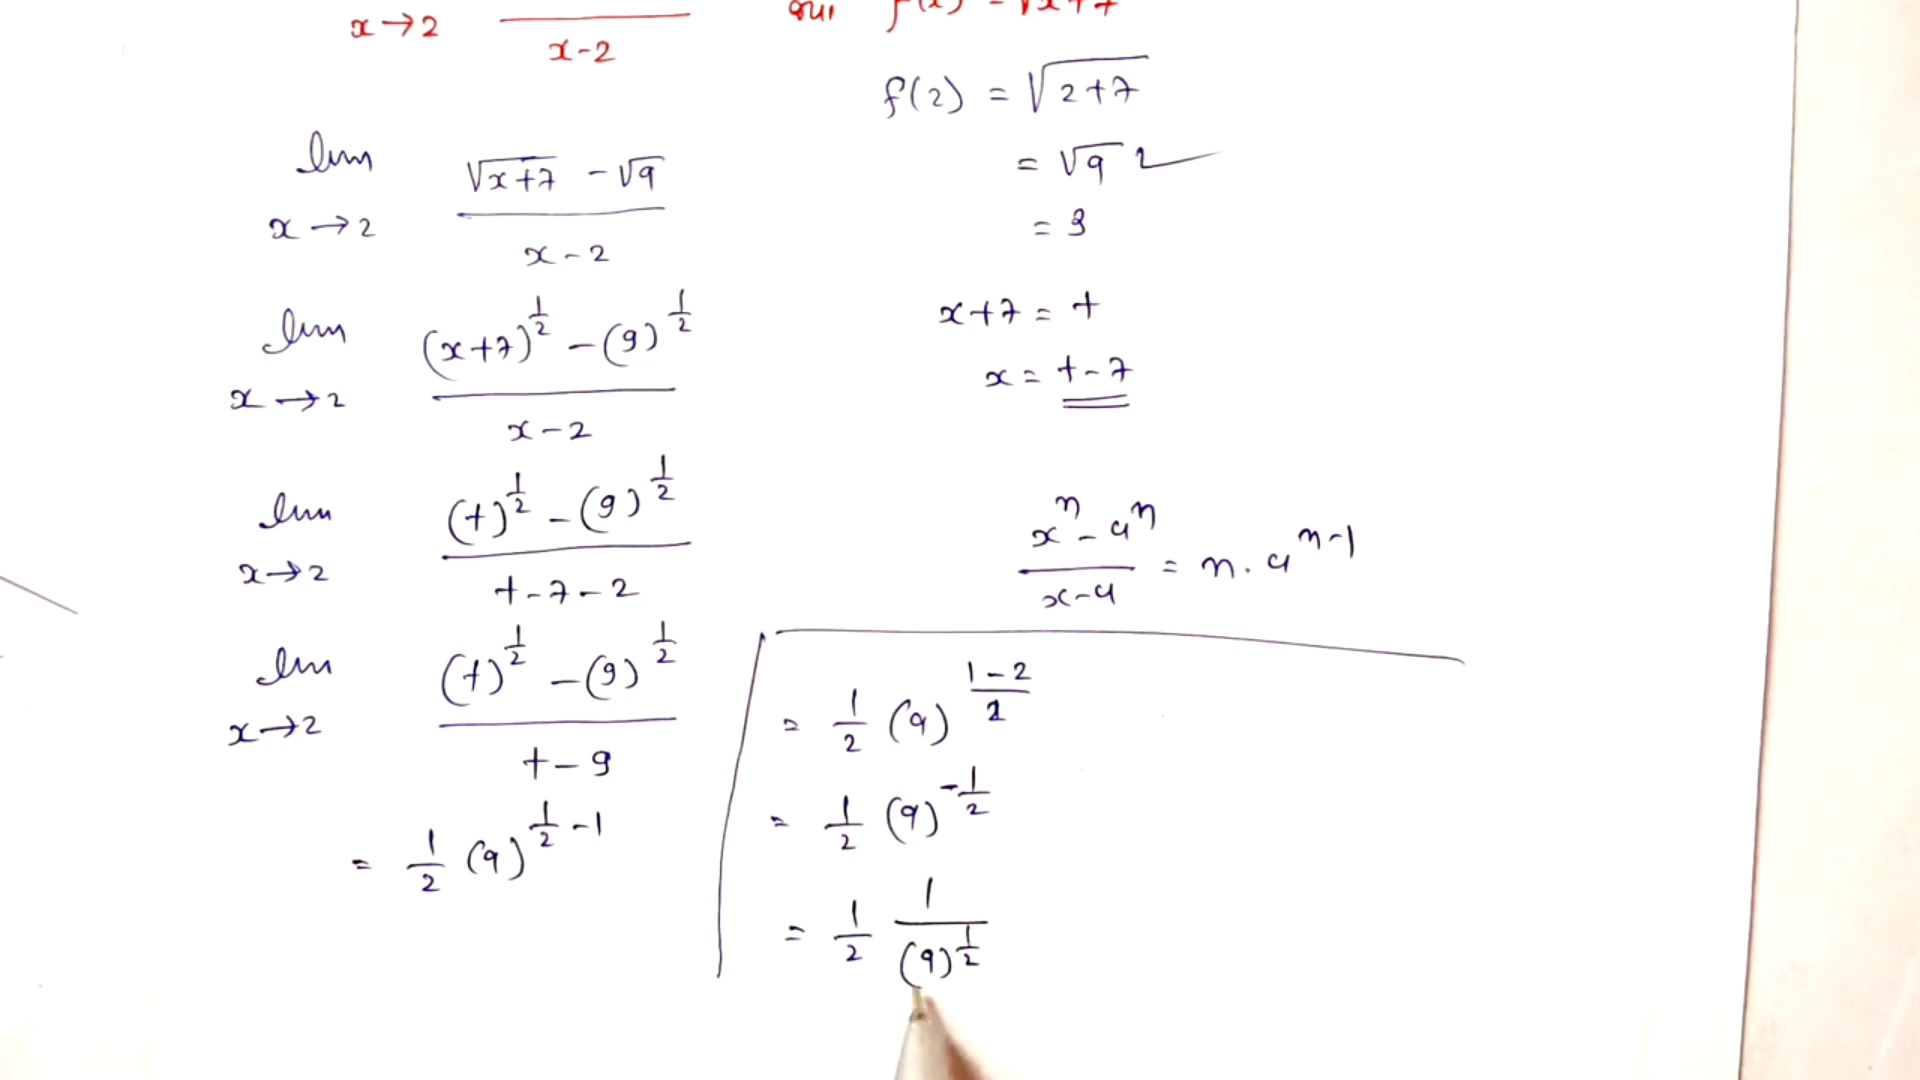 x→2 x-2 f(x) = √x+7
f(2) = √2+7
= √9
= 3
lim √x+7 - √9
x→2 x-2
lim (x+7)^1/2 - (9)^1/2
x→2 x-2
lim (t)^1/2 - (9)^1/2
x→2 t-7-2
lim (t)^1/2 - (9)^1/2
x→2 t-9
= 1/2 (9)^1/2 -1
x+7 = t
x = t-7
x^n - a^n / x-a = n. a^n-1
= 1/2 (9)^1-2/2
= 1/2 (9)^-1/2
= 1/2 1/(9)^1/2